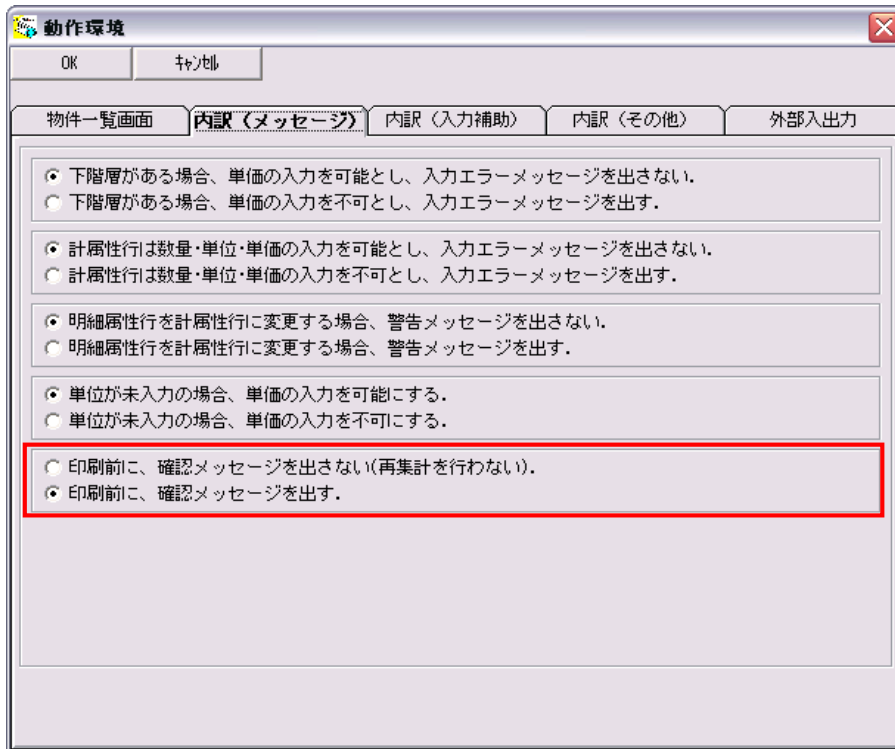 動作環境
OK ｷｬﾝｾﾙ
物件一覧画面 内訳（メッセージ） 内訳（入力補助） 内訳（その他） 外部入出力
下階層がある場合、単価の入力を可能とし、入力エラーメッセージを出さない．
下階層がある場合、単価の入力を不可とし、入力エラーメッセージを出す．
計属性行は数量・単位・単価の入力を可能とし、入力エラーメッセージを出さない．
計属性行は数量・単位・単価の入力を不可とし、入力エラーメッセージを出す．
明細属性行を計属性行に変更する場合、警告メッセージを出さない．
明細属性行を計属性行に変更する場合、警告メッセージを出す．
単位が未入力の場合、単価の入力を可能にする．
単位が未入力の場合、単価の入力を不可にする．
印刷前に、確認メッセージを出さない(再集計を行わない)．
印刷前に、確認メッセージを出す．